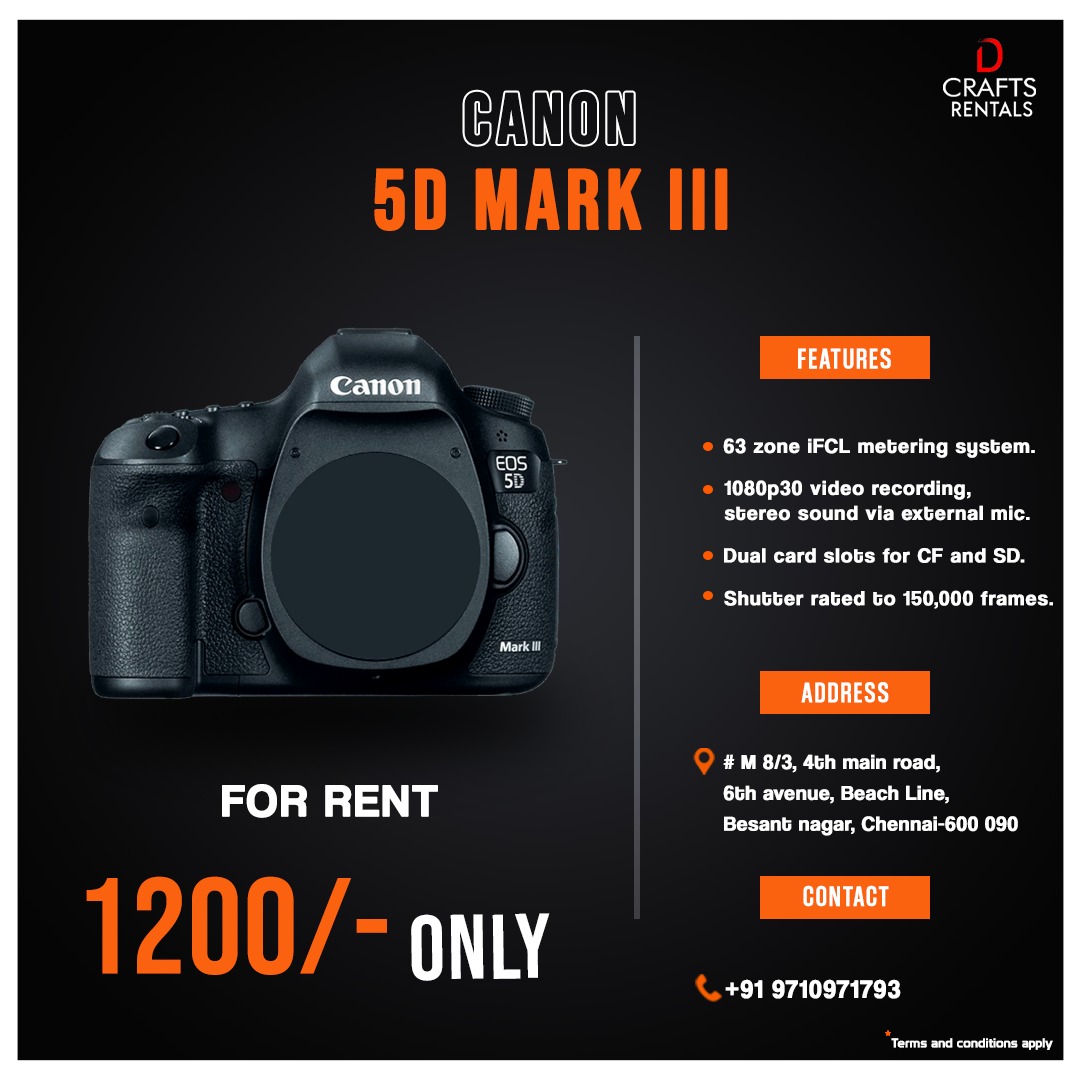 D
CRAFTS
RENTALS
CANON
5D MARK III
Canon
EOS
5D
Mark III
FOR RENT
1200/- ONLY
FEATURES
63 zone iFCL metering system.
1080p30 video recording,
stereo sound via external mic.
Dual card slots for CF and SD.
Shutter rated to 150,000 frames.
ADDRESS
# M 8/3, 4th main road,
6th avenue, Beach Line,
Besant nagar, Chennai-600 090
CONTACT
+91 9710971793
*Terms and conditions apply